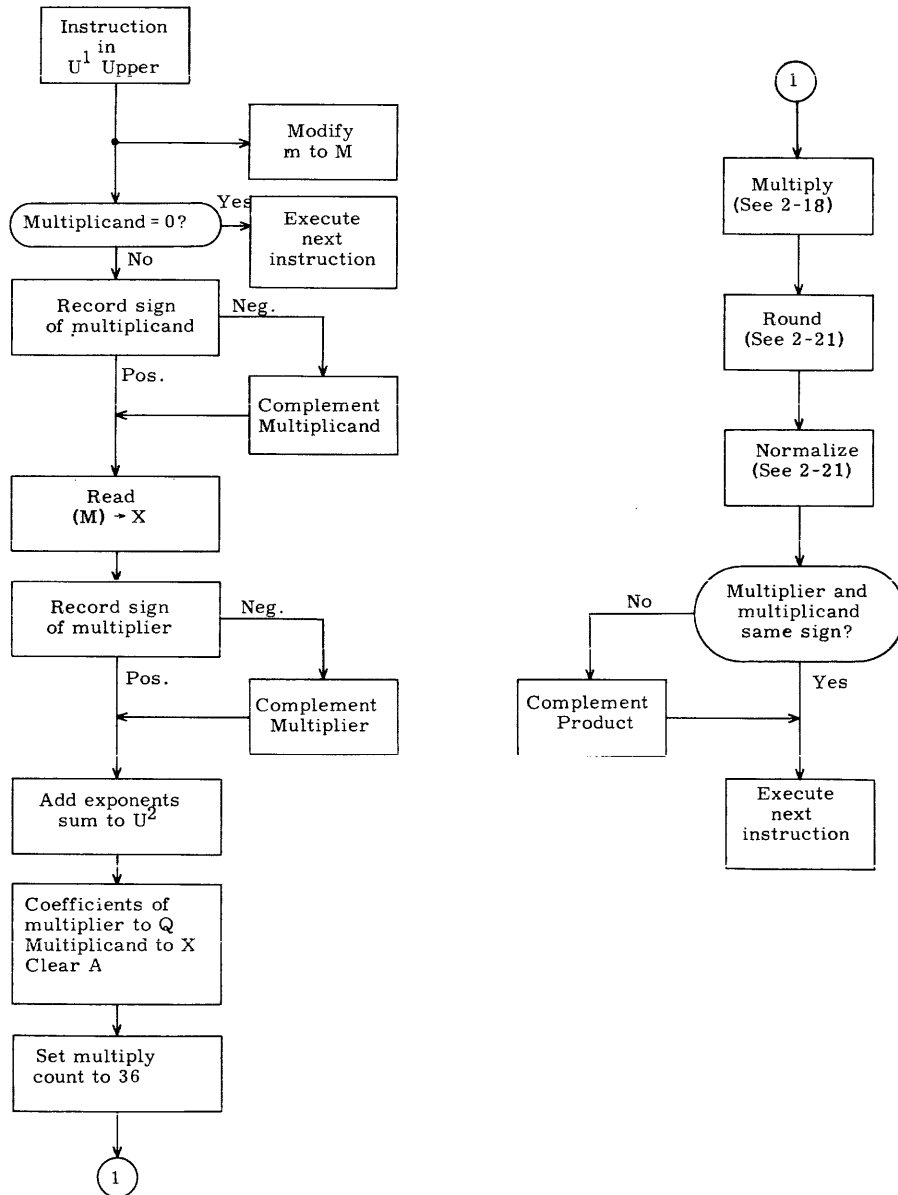 Instruction
in
U¹ Upper
Modify
m to M
Multiplicand = 0?
Yes
Execute
next
instruction
No
Record sign
of multiplicand
Neg.
Pos.
Complement
Multiplicand
Read
(M) → X
Record sign
of multiplier
Neg.
Pos.
Complement
Multiplier
Add exponents
sum to U²
Coefficients of
multiplier to Q
Multiplicand to X
Clear A
Set multiply
count to 36
1
1
Multiply
(See 2-18)
Round
(See 2-21)
Normalize
(See 2-21)
Multiplier and
multiplicand
same sign?
No
Yes
Complement
Product
Execute
next
instruction